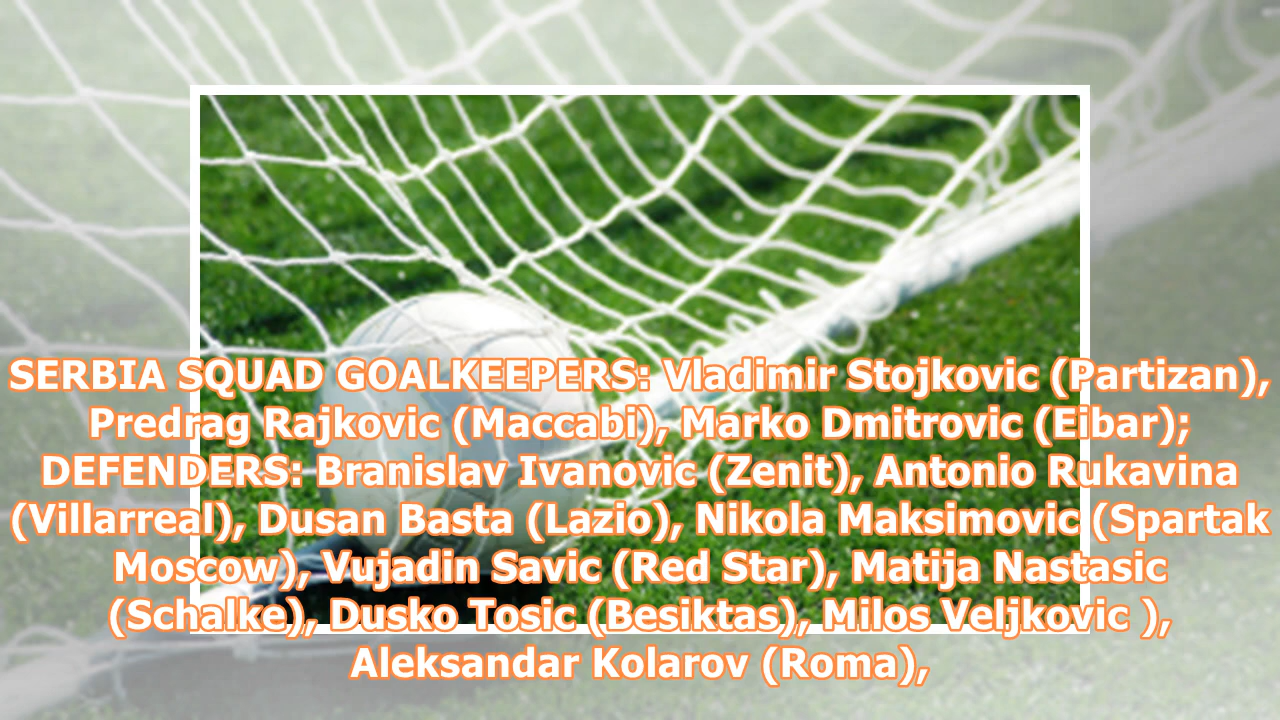 SERBIA SQUAD GOALKEEPERS: Vladimir Stojkovic (Partizan),
Predrag Rajkovic (Maccabi), Marko Dmitrovic (Eibar);
DEFENDERS: Branislav Ivanovic (Zenit), Antonio Rukavina
(Villarreal), Dusan Basta (Lazio), Nikola Maksimovic (Spartak
Moscow), Vujadin Savic (Red Star), Matija Nastasic
(Schalke), Dusko Tosic (Besiktas), Milos Veljkovic ),
Aleksandar Kolarov (Roma),